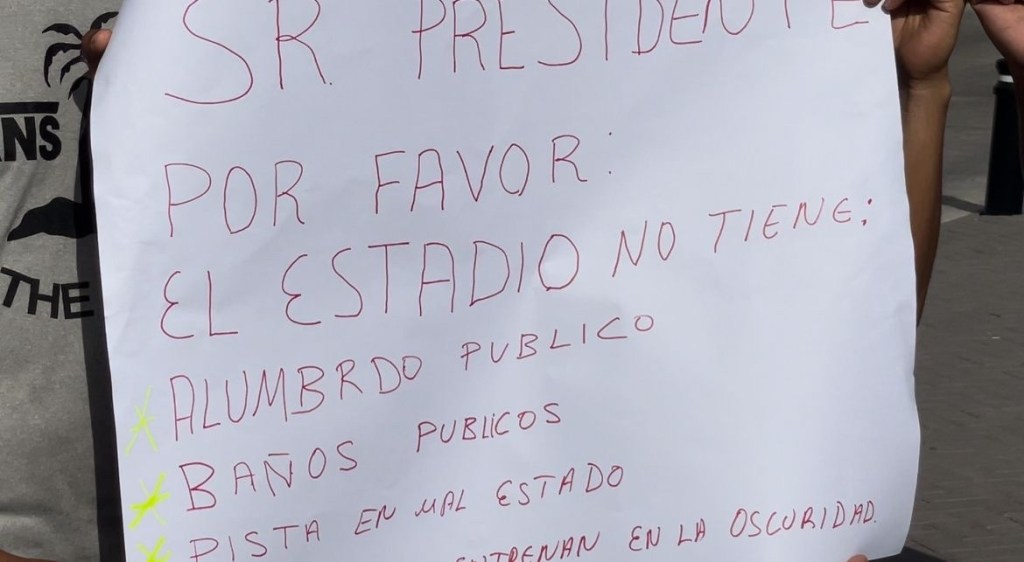 SR. PRESIDENTE
POR FAVOR:
EL ESTADIO NO TIENE:
ALUMBRDO PUBLICO
BAÑOS PUBLICOS
PISTA EN MAL ESTADO
ENTRENAN EN LA OSCURIDAD.
THE